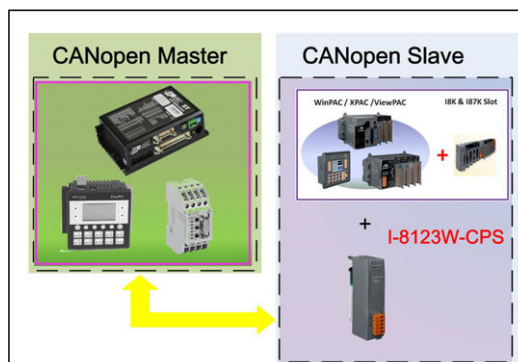 CANopen Master
CANopen Slave
WinPAC / XPAC /ViewPAC
I8K & I87K Slot
+
+
I-8123W-CPS